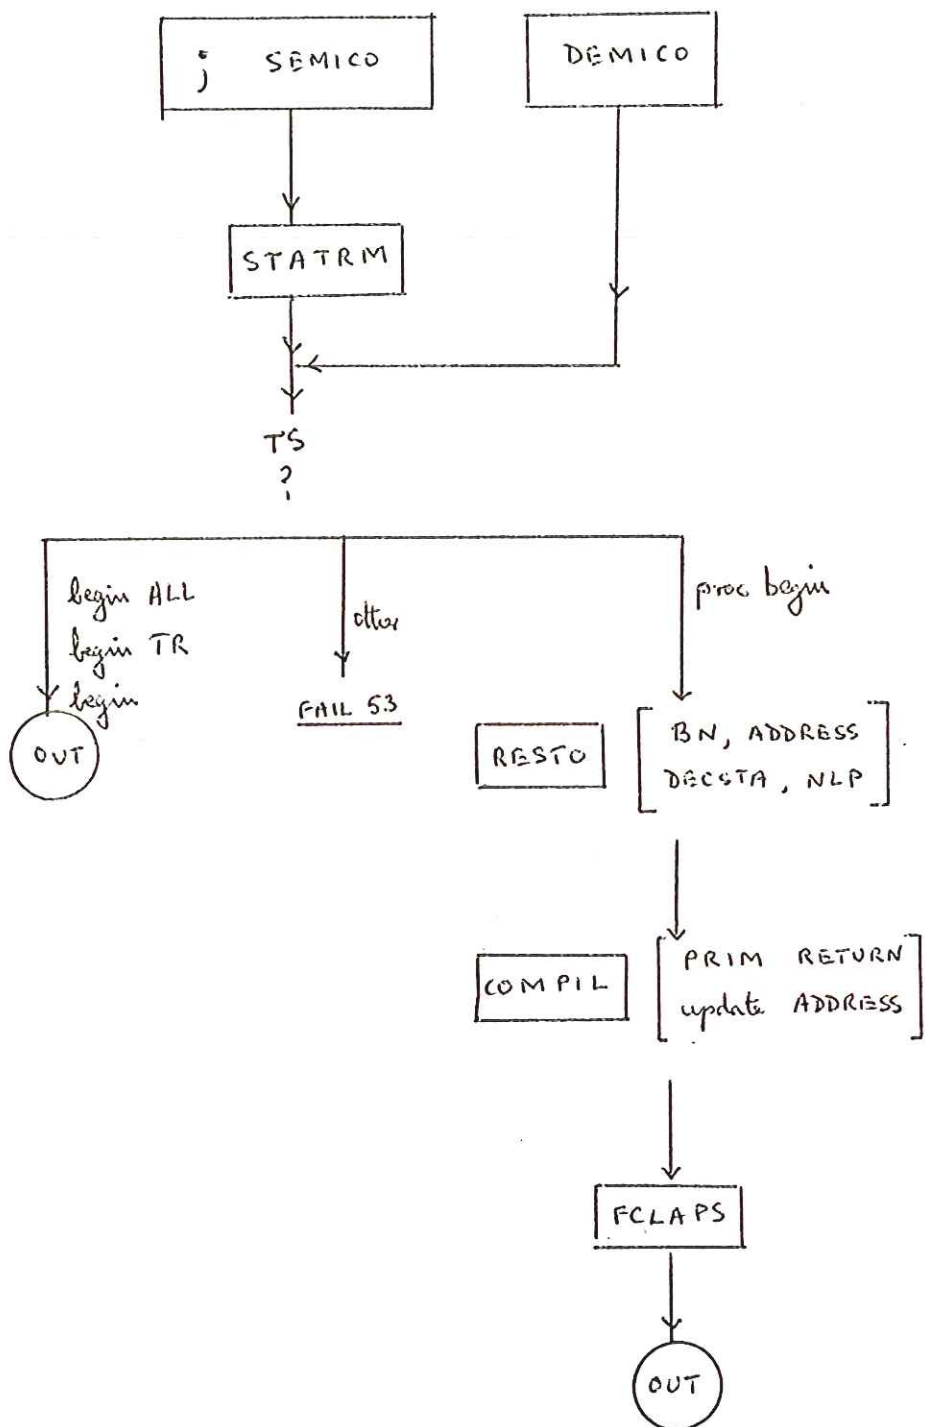 ; SEMICO
DEMICO
STATRM
TS
?
begin ALL
begin TR
begin
other
proc begin
OUT
FAIL 53
RESTO
BN, ADDRESS
DECSTA, NLP
COMPIL
PRIM RETURN
update ADDRESS
FCLAPS
OUT